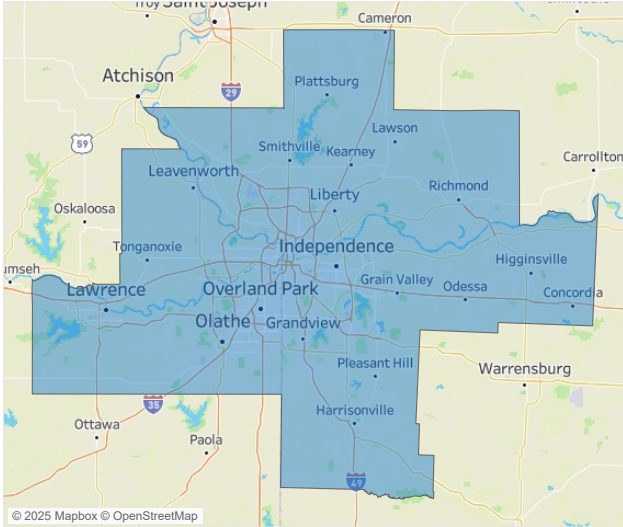 Troy
Saint Joseph
Cameron
Atchison
Plattsburg
29
59
Lawson
Smithville
Kearney
Carrollton
Leavenworth
Richmond
Liberty
Oskaloosa
Tonganoxie
Independence
Higginsville
umseh
Grain Valley
Odessa
Lawrence
Overland Park
Concordia
Olathe
Grandview
Pleasant Hill
Warrensburg
35
Harrisonville
Ottawa
Paola
49
© 2025 Mapbox © OpenStreetMap